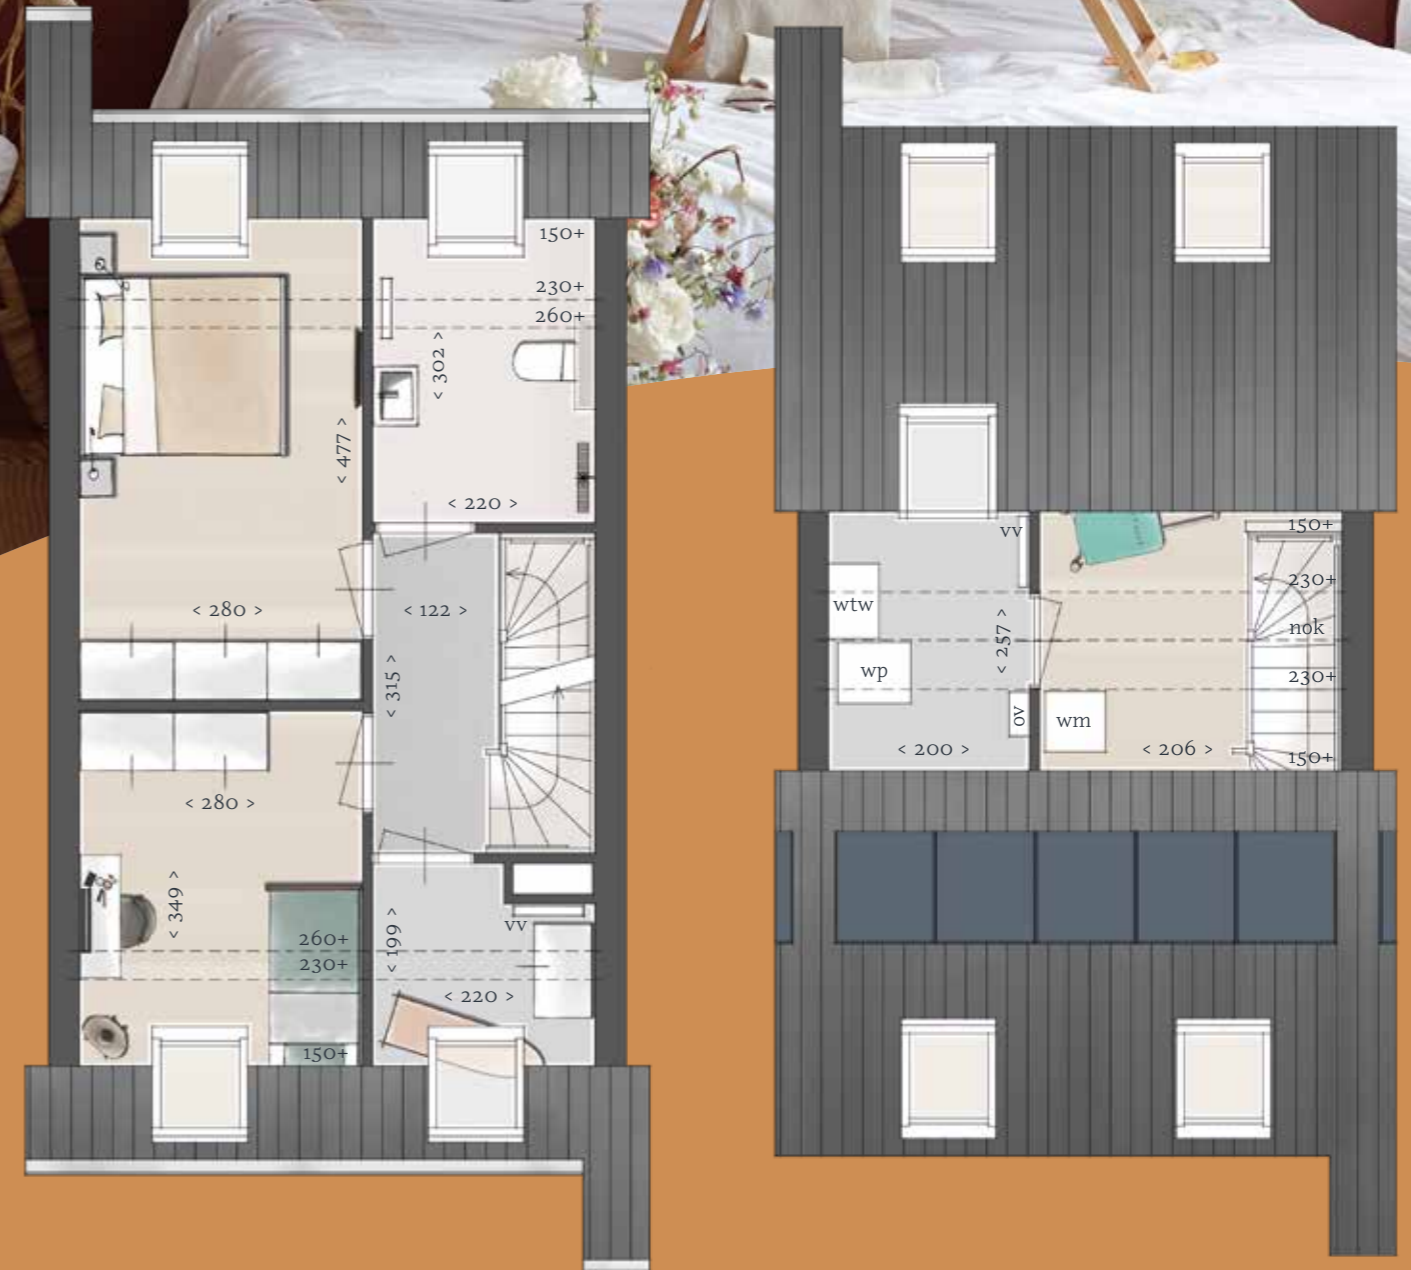 150+
230+
260+
< 302 >
< 477 >
< 220 >
< 280 >
< 122 >
< 315 >
< 280 >
< 349 >
260+
230+
150+
< 199 >
vv
< 220 >
vv
150+
wtw
230+
< 257 >
nok
wp
230+
ov
wm
< 200 >
< 206 >
150+